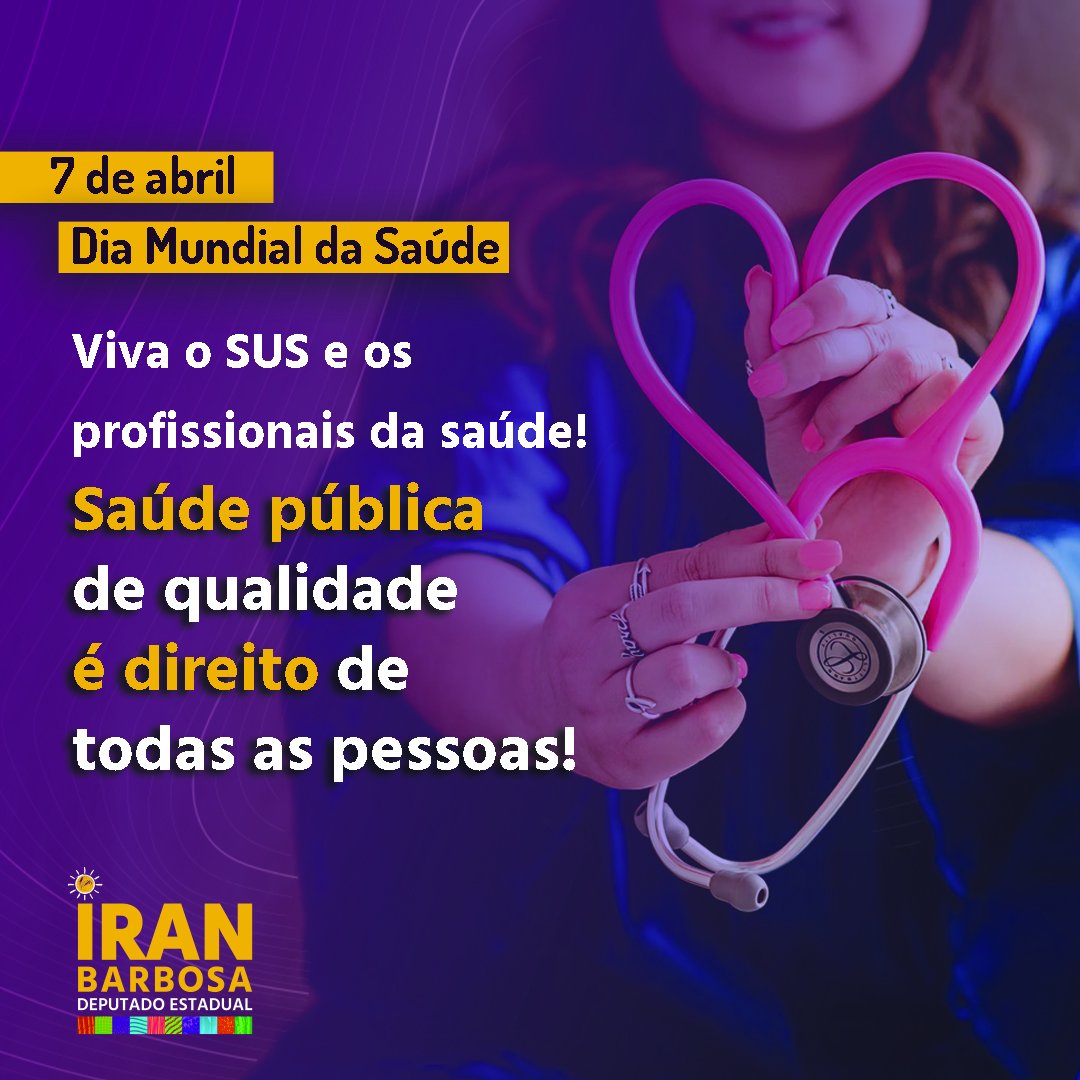 7 de abril
Dia Mundial da Saúde
Viva o SUS e os
profissionais da saúde!
Saúde pública
de qualidade
é direito de
todas as pessoas!
IRAN
BARBOSA
DEPUTADO ESTADUAL